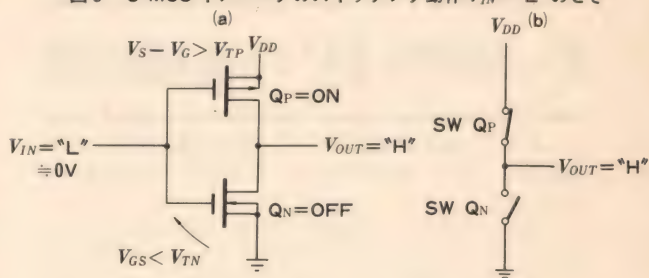 (a)
V_S − V_G > V_TP
V_DD
Q_P=ON
V_IN="L"
≒0V
V_OUT="H"
Q_N=OFF
V_GS < V_TN
(b)
V_DD
SW Q_P
V_OUT="H"
SW Q_N